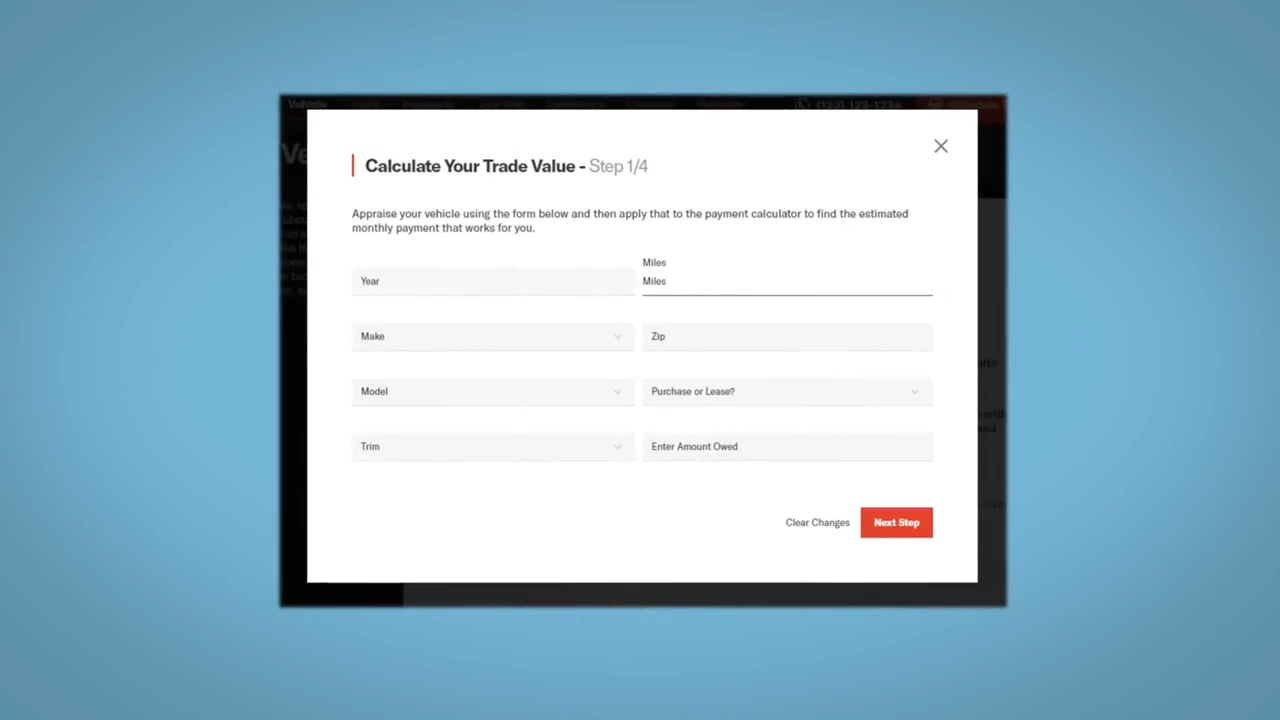 Calculate Your Trade Value - Step 1/4
Appraise your vehicle using the form below and then apply that to the payment calculator to find the estimated
monthly payment that works for you.
Miles
Year
Miles
Make
Zip
Model
Purchase or Lease?
Trim
Enter Amount Owed
Clear Changes
Next Step